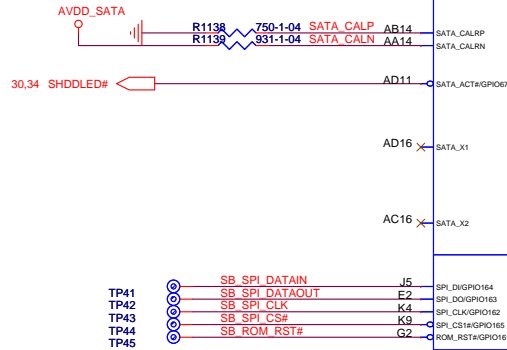 AVDD_SATA
R1138 750-1-04 SATA_CALP AB14 SATA_CALRP
R1139 931-1-04 SATA_CALN AA14 SATA_CALRN
30,34 SHDDLED# AD11 SATA_ACT#/GPIO67
AD16 SATA_X1
AC16 SATA_X2
TP41 SB_SPI_DATAIN J5 SPI_DI/GPIO164
TP42 SB_SPI_DATAOUT E2 SPI_DO/GPIO163
TP43 SB_SPI_CLK K4 SPI_CLK/GPIO162
TP44 SB_SPI_CS# K9 SPI_CS1#/GPIO165
TP45 SB_ROM_RST# G2 ROM_RST#/GPIO16